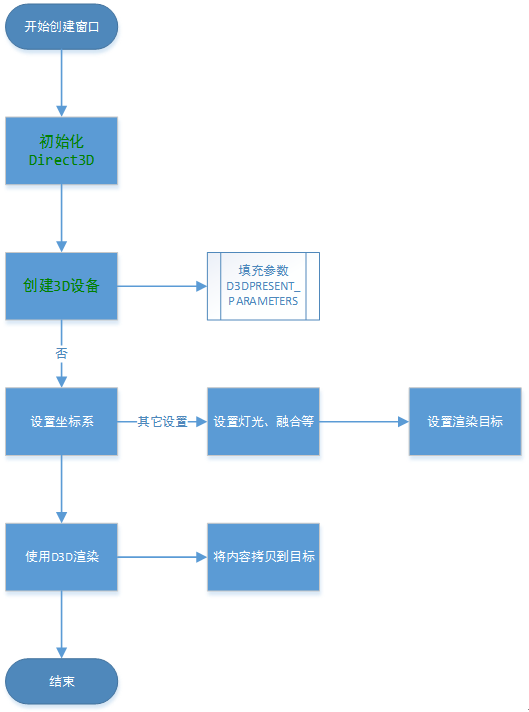 开始创建窗口
初始化
Direct3D
创建3D设备
填充参数
D3DPRESENT_
PARAMETERS
否
设置坐标系
其它设置
设置灯光、融合等
设置渲染目标
使用D3D渲染
将内容拷贝到目标
结束